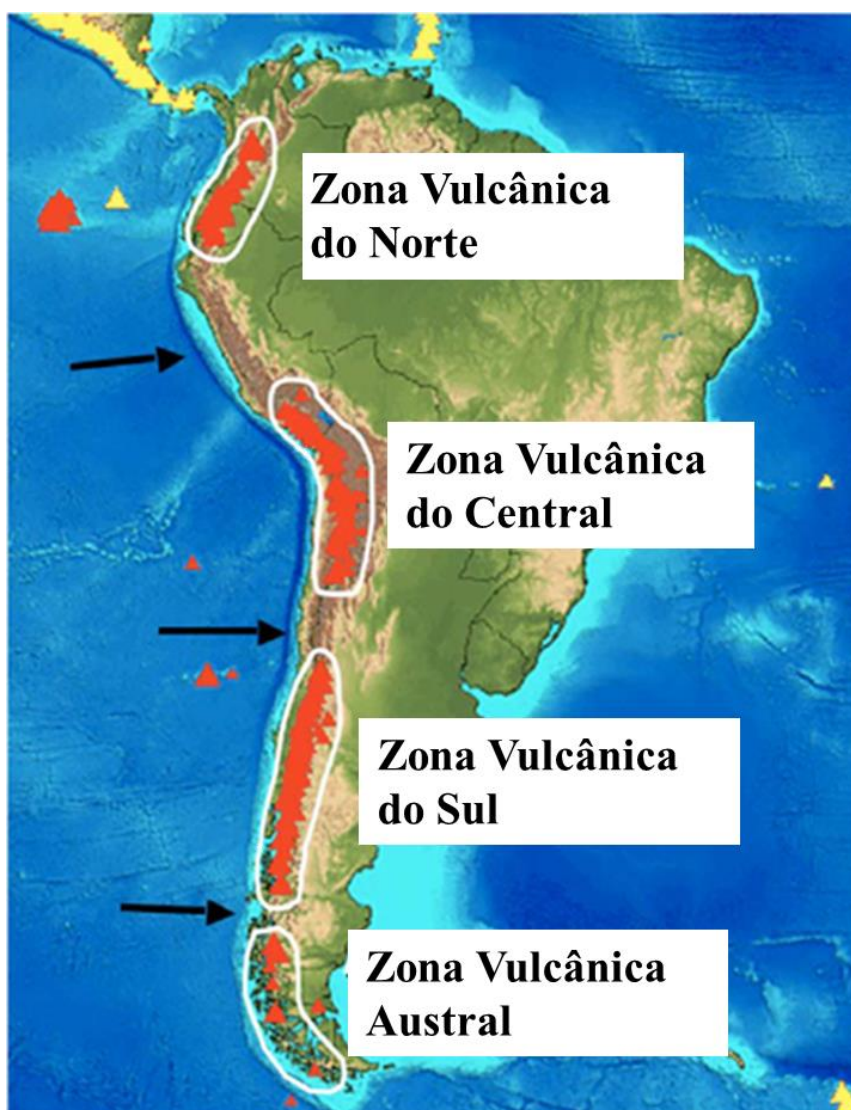 Zona Vulcânica
do Norte
Zona Vulcânica
do Central
Zona Vulcânica
do Sul
Zona Vulcânica
Austral